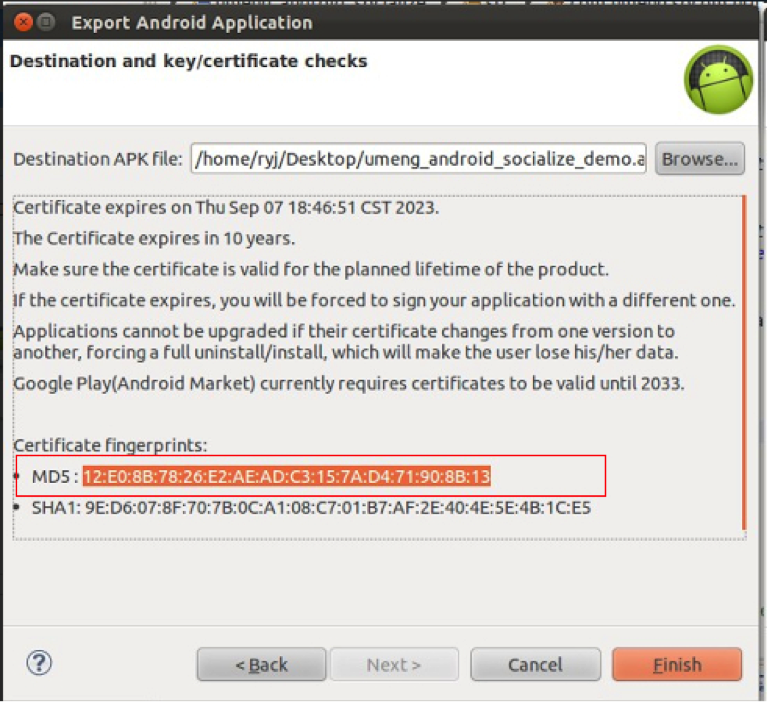 Export Android Application
Destination and key/certificate checks
Destination APK file: /home/ryj/Desktop/umeng_android_socialize_demo.a Browse...
Certificate expires on Thu Sep 07 18:46:51 CST 2023.
The Certificate expires in 10 years.
Make sure the certificate is valid for the planned lifetime of the product.
If the certificate expires, you will be forced to sign your application with a different one.
Applications cannot be upgraded if their certificate changes from one version to
another, forcing a full uninstall/install, which will make the user lose his/her data.
Google Play(Android Market) currently requires certificates to be valid until 2033.
Certificate fingerprints:
• MD5 : 12:E0:8B:78:26:E2:AE:AD:C3:15:7A:D4:71:90:8B:13
• SHA1: 9E:D6:07:8F:70:7B:0C:A1:08:C7:01:B7:AF:2E:40:4E:5E:4B:1C:E5
? < Back Next > Cancel Finish